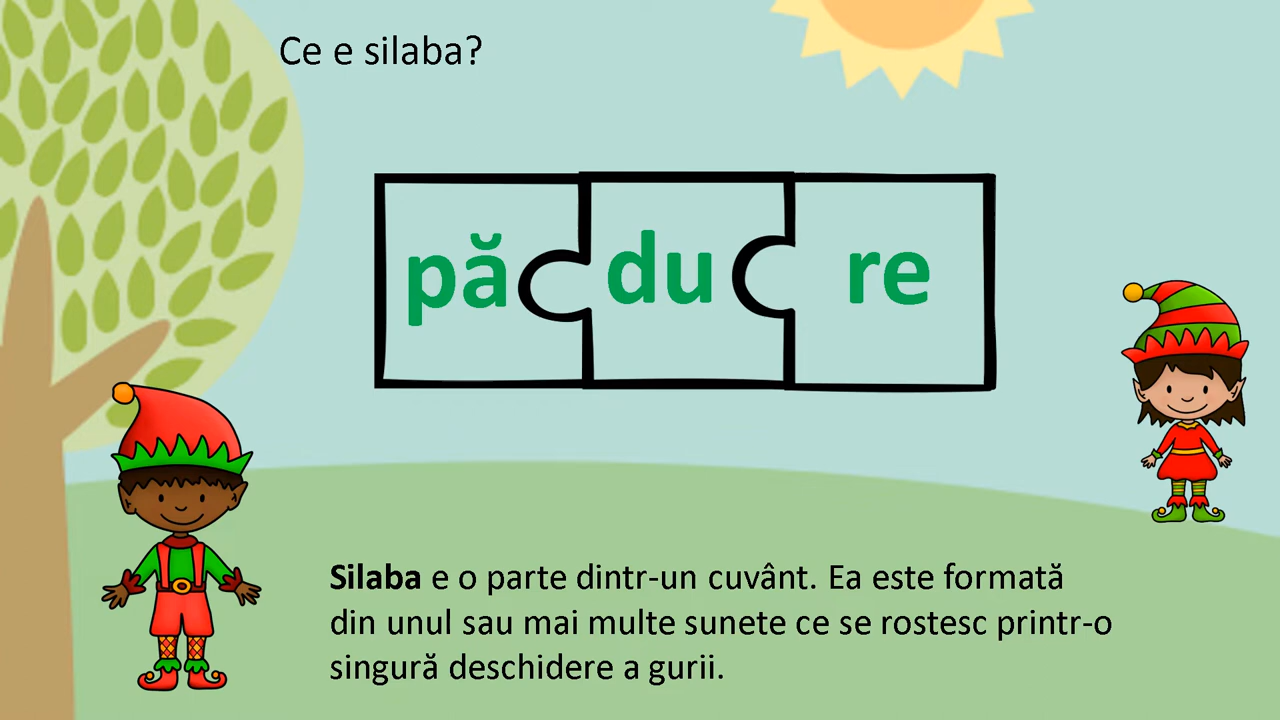 Ce e silaba?
pă du re
Silaba e o parte dintr-un cuvânt. Ea este formată
din unul sau mai multe sunete ce se rostesc printr-o
singură deschidere a gurii.